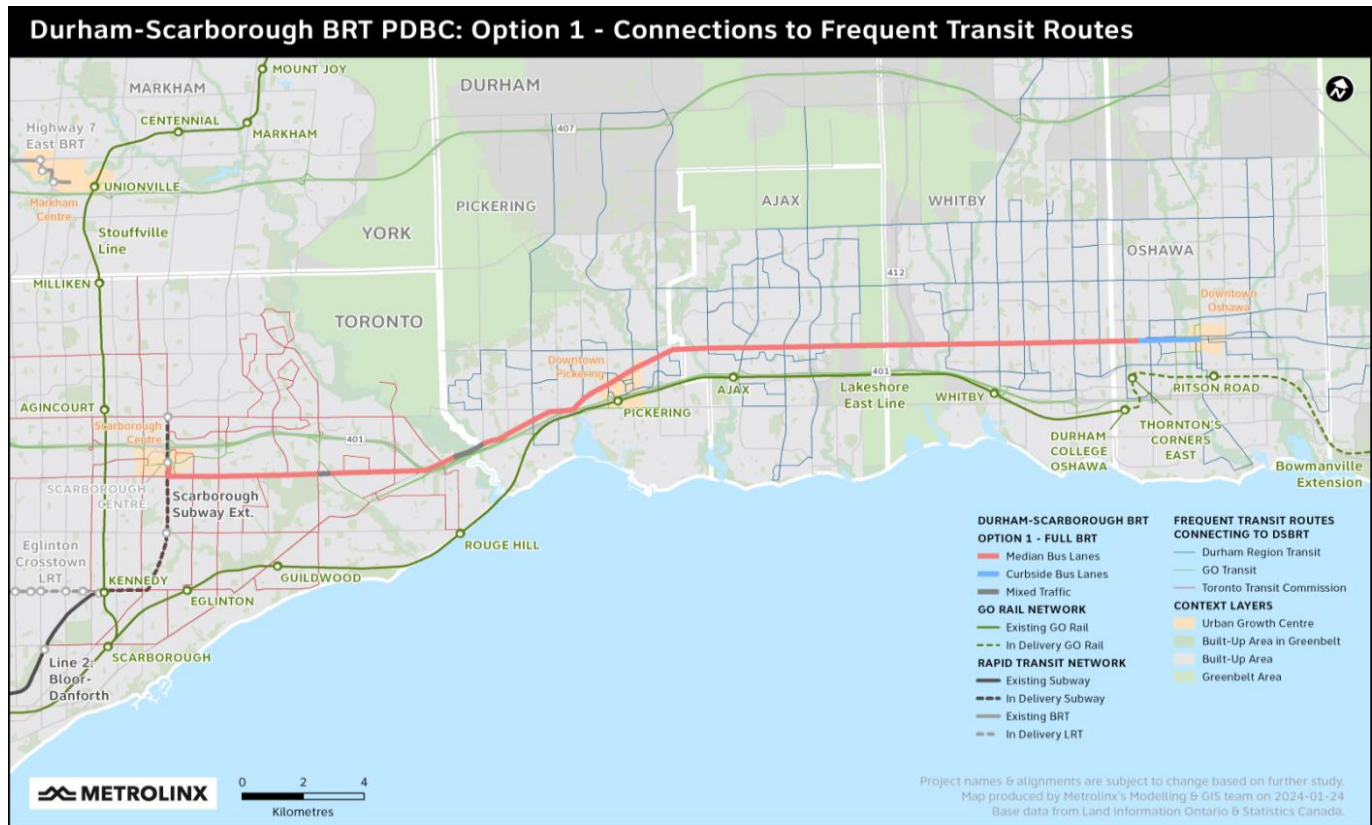 Durham-Scarborough BRT PDBC: Option 1 - Connections to Frequent Transit Routes
MOUNT JOY
MARKHAM
DURHAM
CENTENNIAL
Highway 7
East BRT
MARKHAM
407
UNIONVILLE
Markham
Centre
Stouffville
Line
PICKERING
AJAX
WHITBY
YORK
OSHAWA
412
MILLIKEN
Downtown
Oshawa
TORONTO
Downtown
Pickering
401
Lakeshore
East Line
AJAX
PICKERING
WHITBY
RITSON ROAD
AGINCOURT
Scarborough
Centre
401
DURHAM
COLLEGE
OSHAWA
THORNTON'S
CORNERS
EAST
Bowmanville
Extension
SCARBOROUGH
CENTRE
Scarborough
Subway Ext.
ROUGE HILL
Eglinton
Crosstown
LRT
KENNEDY
GUILDWOOD
EGLINTON
SCARBOROUGH
Line 2:
Bloor-
Danforth
DURHAM-SCARBOROUGH BRT
OPTION 1 - FULL BRT
Median Bus Lanes
Curbside Bus Lanes
Mixed Traffic
GO RAIL NETWORK
Existing GO Rail
In Delivery GO Rail
RAPID TRANSIT NETWORK
Existing Subway
In Delivery Subway
Existing BRT
In Delivery LRT
FREQUENT TRANSIT ROUTES
CONNECTING TO DSBRT
Durham Region Transit
GO Transit
Toronto Transit Commission
CONTEXT LAYERS
Urban Growth Centre
Built-Up Area in Greenbelt
Built-Up Area
Greenbelt Area
METROLINX
0 2 4
Kilometres
Project names & alignments are subject to change based on further study.
Map produced by Metrolinx's Modelling & GIS team on 2024-01-24
Base data from Land Information Ontario & Statistics Canada.
N